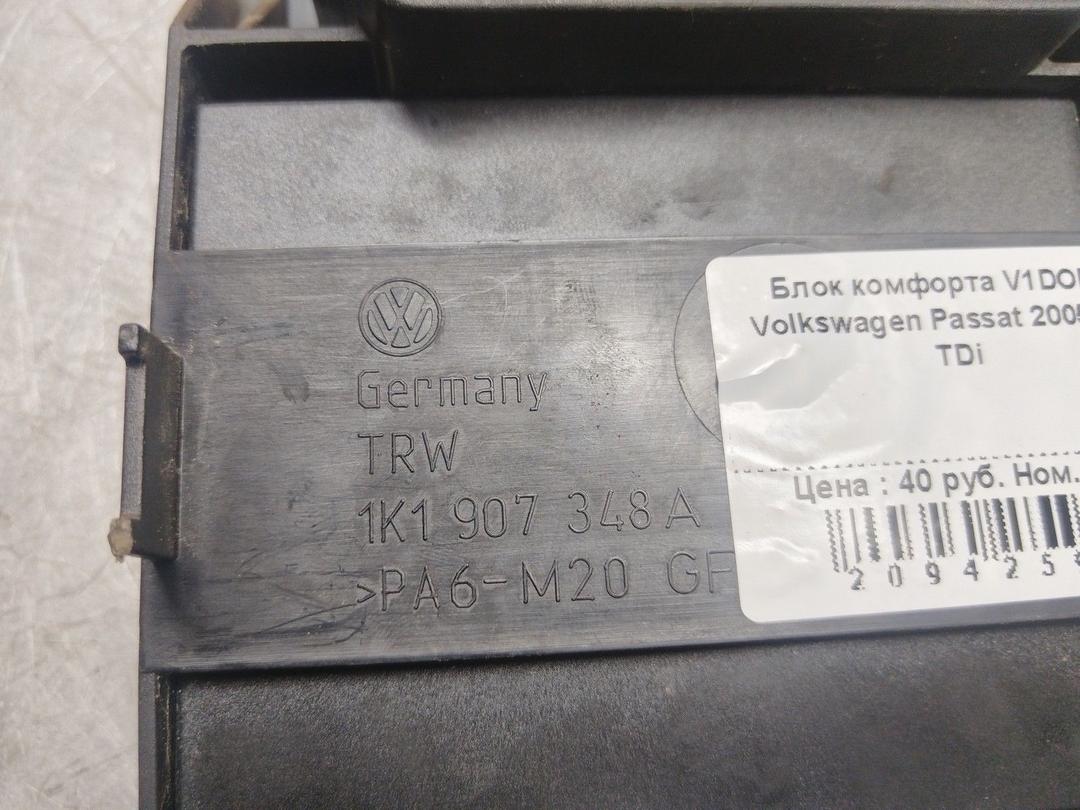 Germany
TRW
1K1 907 348 A
>PA6-M20 GF
Блок комфорта V1DO
Volkswagen Passat 200
TDi
Цена : 40 руб. Ном.
209425